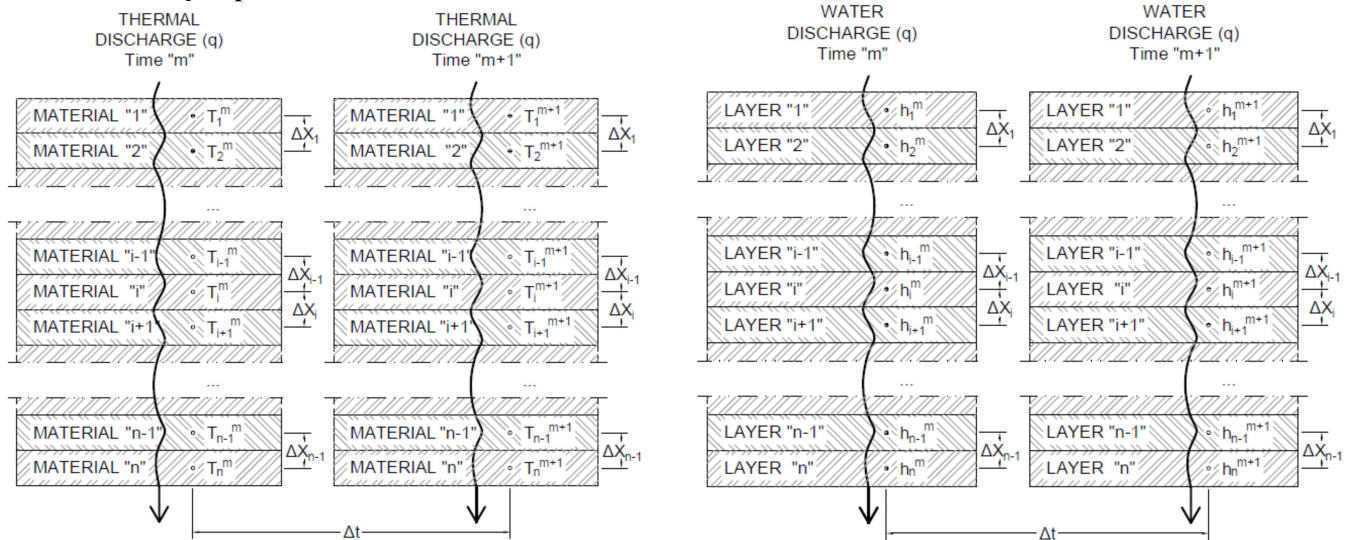 THERMAL
DISCHARGE (q)
Time "m"
MATERIAL "1" T₁ᵐ
ΔX₁
MATERIAL "2" T₂ᵐ
...
MATERIAL "i-1" Tᵢ₋₁ᵐ
ΔXᵢ₋₁
MATERIAL "i" Tᵢᵐ
ΔXᵢ
MATERIAL "i+1" Tᵢ₊₁ᵐ
...
MATERIAL "n-1" Tₙ₋₁ᵐ
ΔXₙ₋₁
MATERIAL "n" Tₙᵐ
THERMAL
DISCHARGE (q)
Time "m+1"
MATERIAL "1" T₁ᵐ⁺¹
ΔX₁
MATERIAL "2" T₂ᵐ⁺¹
...
MATERIAL "i-1" Tᵢ₋₁ᵐ⁺¹
ΔXᵢ₋₁
MATERIAL "i" Tᵢᵐ⁺¹
ΔXᵢ
MATERIAL "i+1" Tᵢ₊₁ᵐ⁺¹
...
MATERIAL "n-1" Tₙ₋₁ᵐ⁺¹
ΔXₙ₋₁
MATERIAL "n" Tₙᵐ⁺¹
Δt
WATER
DISCHARGE (q)
Time "m"
LAYER "1" h₁ᵐ
ΔX₁
LAYER "2" h₂ᵐ
...
LAYER "i-1" hᵢ₋₁ᵐ
ΔXᵢ₋₁
LAYER "i" hᵢᵐ
ΔXᵢ
LAYER "i+1" hᵢ₊₁ᵐ
...
LAYER "n-1" hₙ₋₁ᵐ
ΔXₙ₋₁
LAYER "n" hₙᵐ
WATER
DISCHARGE (q)
Time "m+1"
LAYER "1" h₁ᵐ⁺¹
ΔX₁
LAYER "2" h₂ᵐ⁺¹
...
LAYER "i-1" hᵢ₋₁ᵐ⁺¹
ΔXᵢ₋₁
LAYER "i" hᵢᵐ⁺¹
ΔXᵢ
LAYER "i+1" hᵢ₊₁ᵐ⁺¹
...
LAYER "n-1" hₙ₋₁ᵐ⁺¹
ΔXₙ₋₁
LAYER "n" hₙᵐ⁺¹
Δt